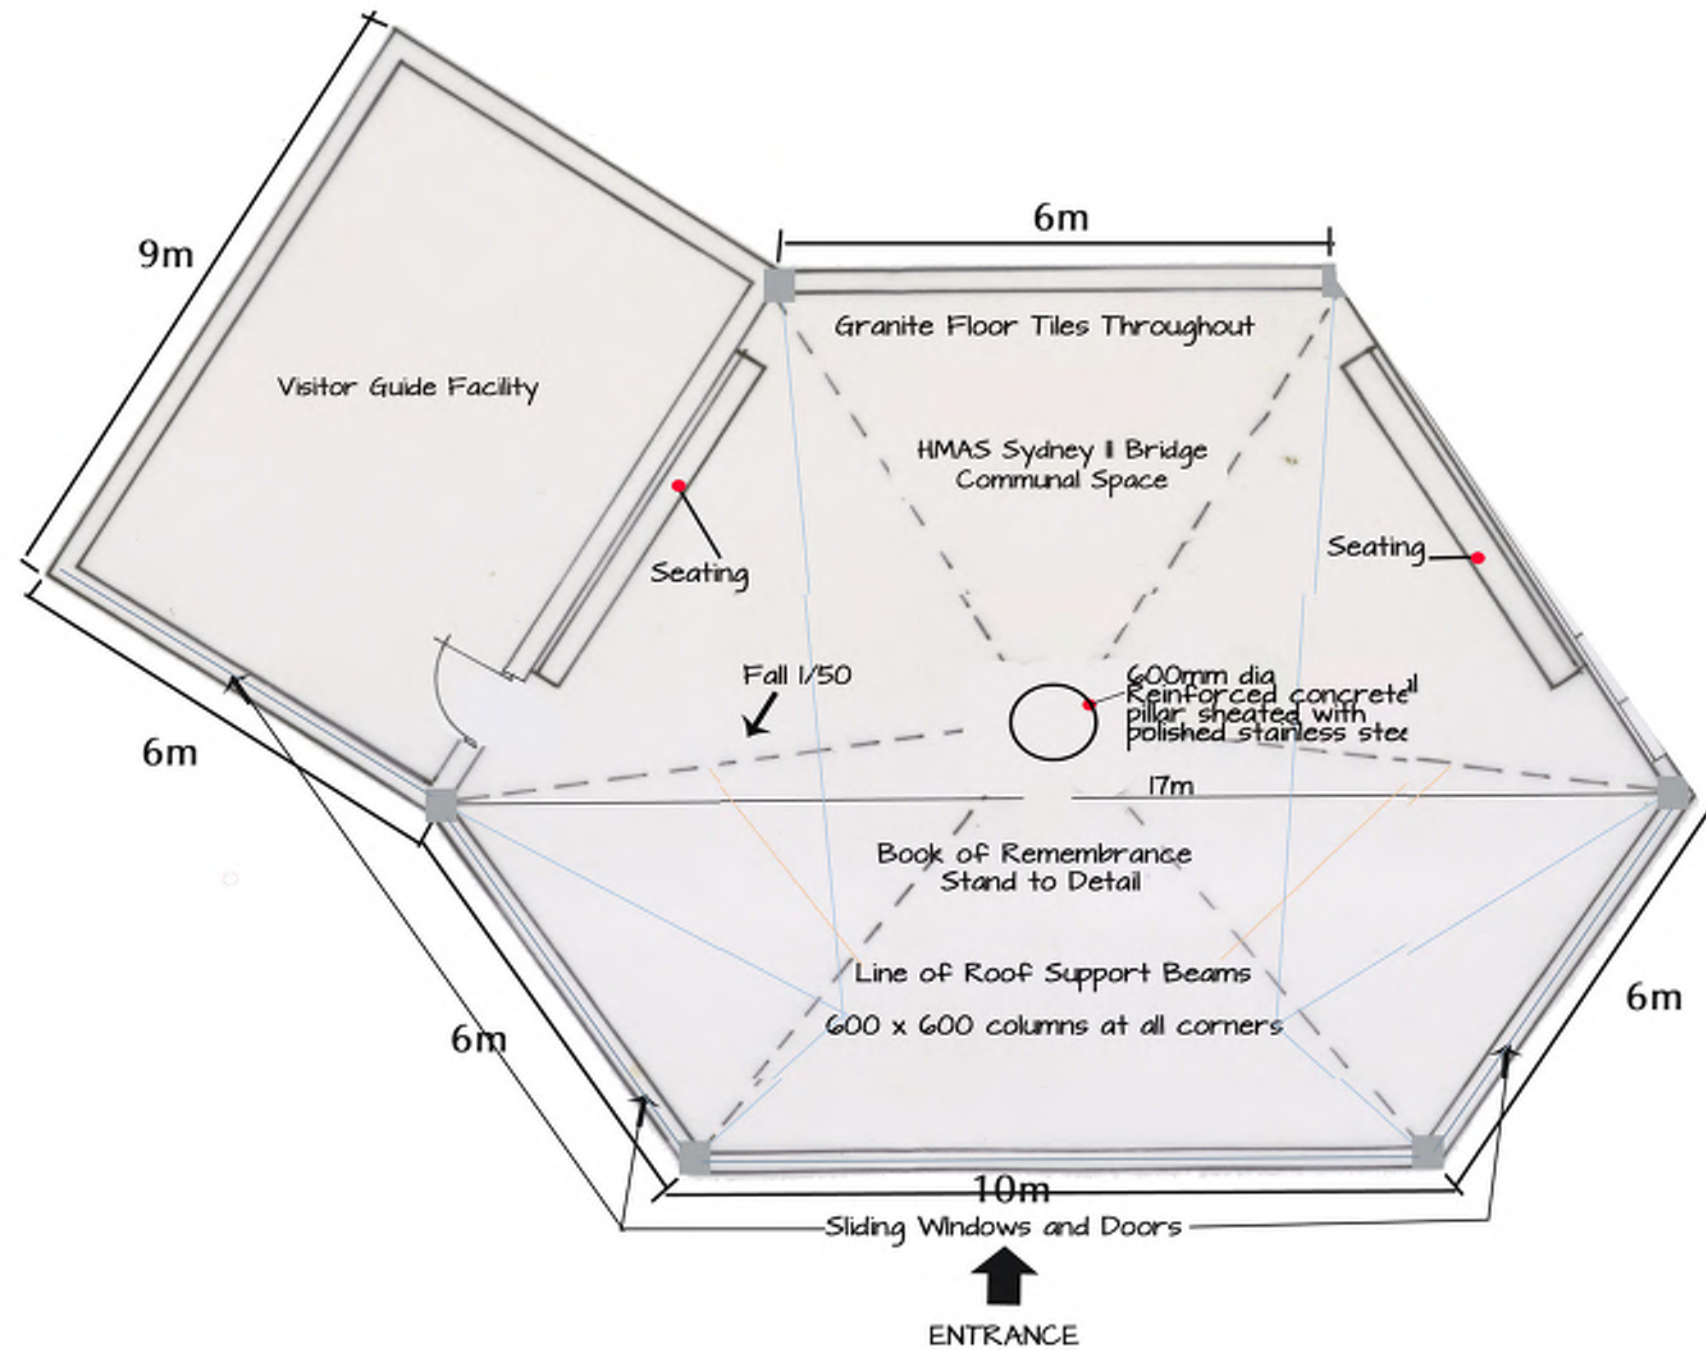 6m
9m
Granite Floor Tiles Throughout
Visitor Guide Facility
HMAS Sydney II Bridge
Communal Space
Seating
Seating
Fall 1/50
600mm dia
Reinforced concrete
pillar sheated with
polished stainless stee
17m
6m
Book of Remembrance
Stand to Detail
Line of Roof Support Beams
6m
600 x 600 columns at all corners
6m
10m
Sliding WIndows and Doors
ENTRANCE